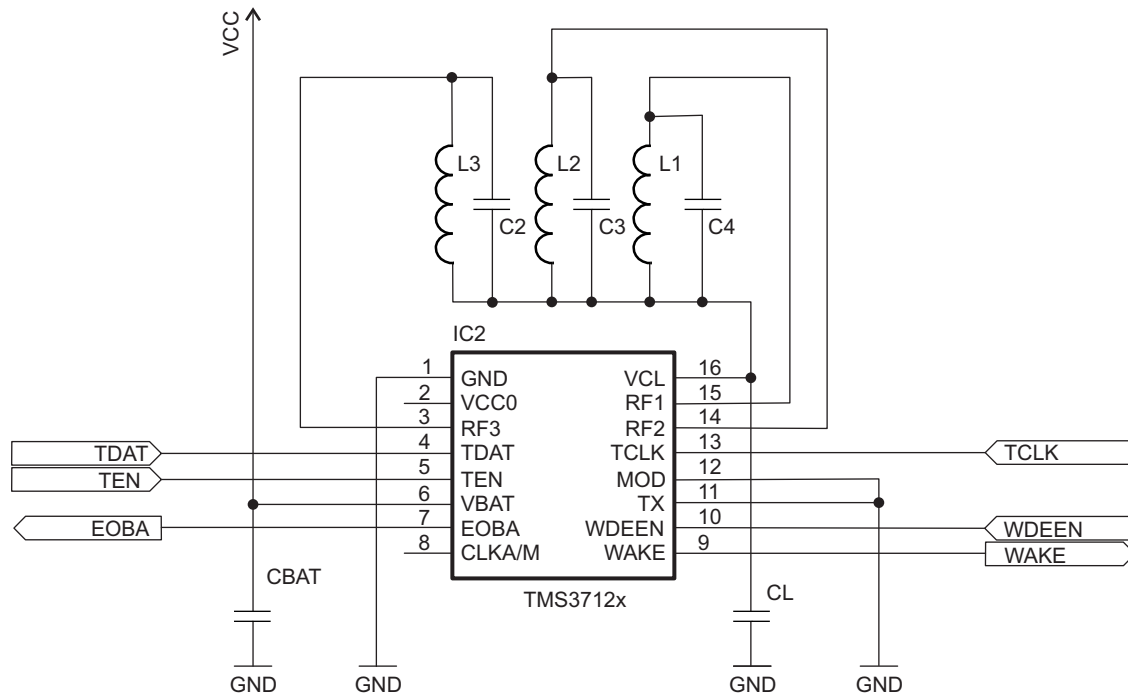 VCC
L3
L2
L1
C2
C3
C4
IC2
1
GND
VCL
16
2
VCC0
RF1
15
3
RF3
RF2
14
TDAT
4
TDAT
TCLK
13
TCLK
TEN
5
TEN
MOD
12
6
VBAT
TX
11
EOBA
7
EOBA
WDEEN
10
WDEEN
8
CLKA/M
WAKE
9
WAKE
CBAT
TMS3712x
CL
GND
GND
GND
GND